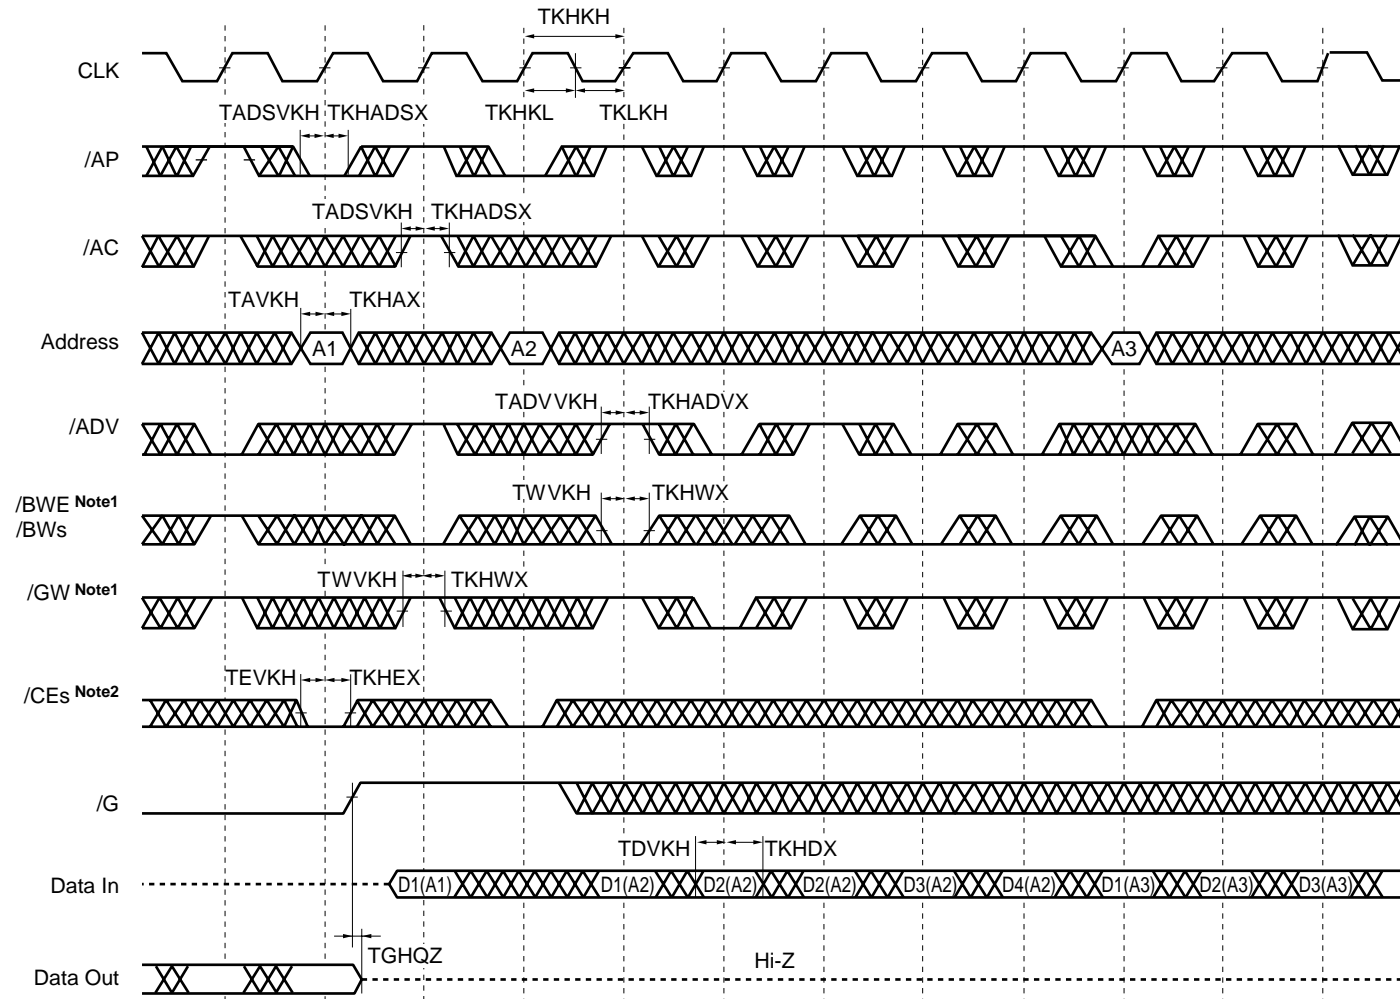 TKHKH
CLK
TADSVKH TKHADSX TKHKL TKLKH
/AP
TADSVKH TKHADSX
/AC
TAVKH TKHAX
Address A1 A2 A3
TADVVKH TKHADVX
/ADV
TWVKH TKHWX
/BWE Note1
/BWs
TWVKH TKHWX
/GW Note1
TEVKH TKHEX
/CEs Note2
/G
TDVKH TKHDX
Data In D1(A1) D1(A2) D2(A2) D2(A2) D3(A2) D4(A2) D1(A3) D2(A3) D3(A3)
TGHQZ
Data Out Hi-Z